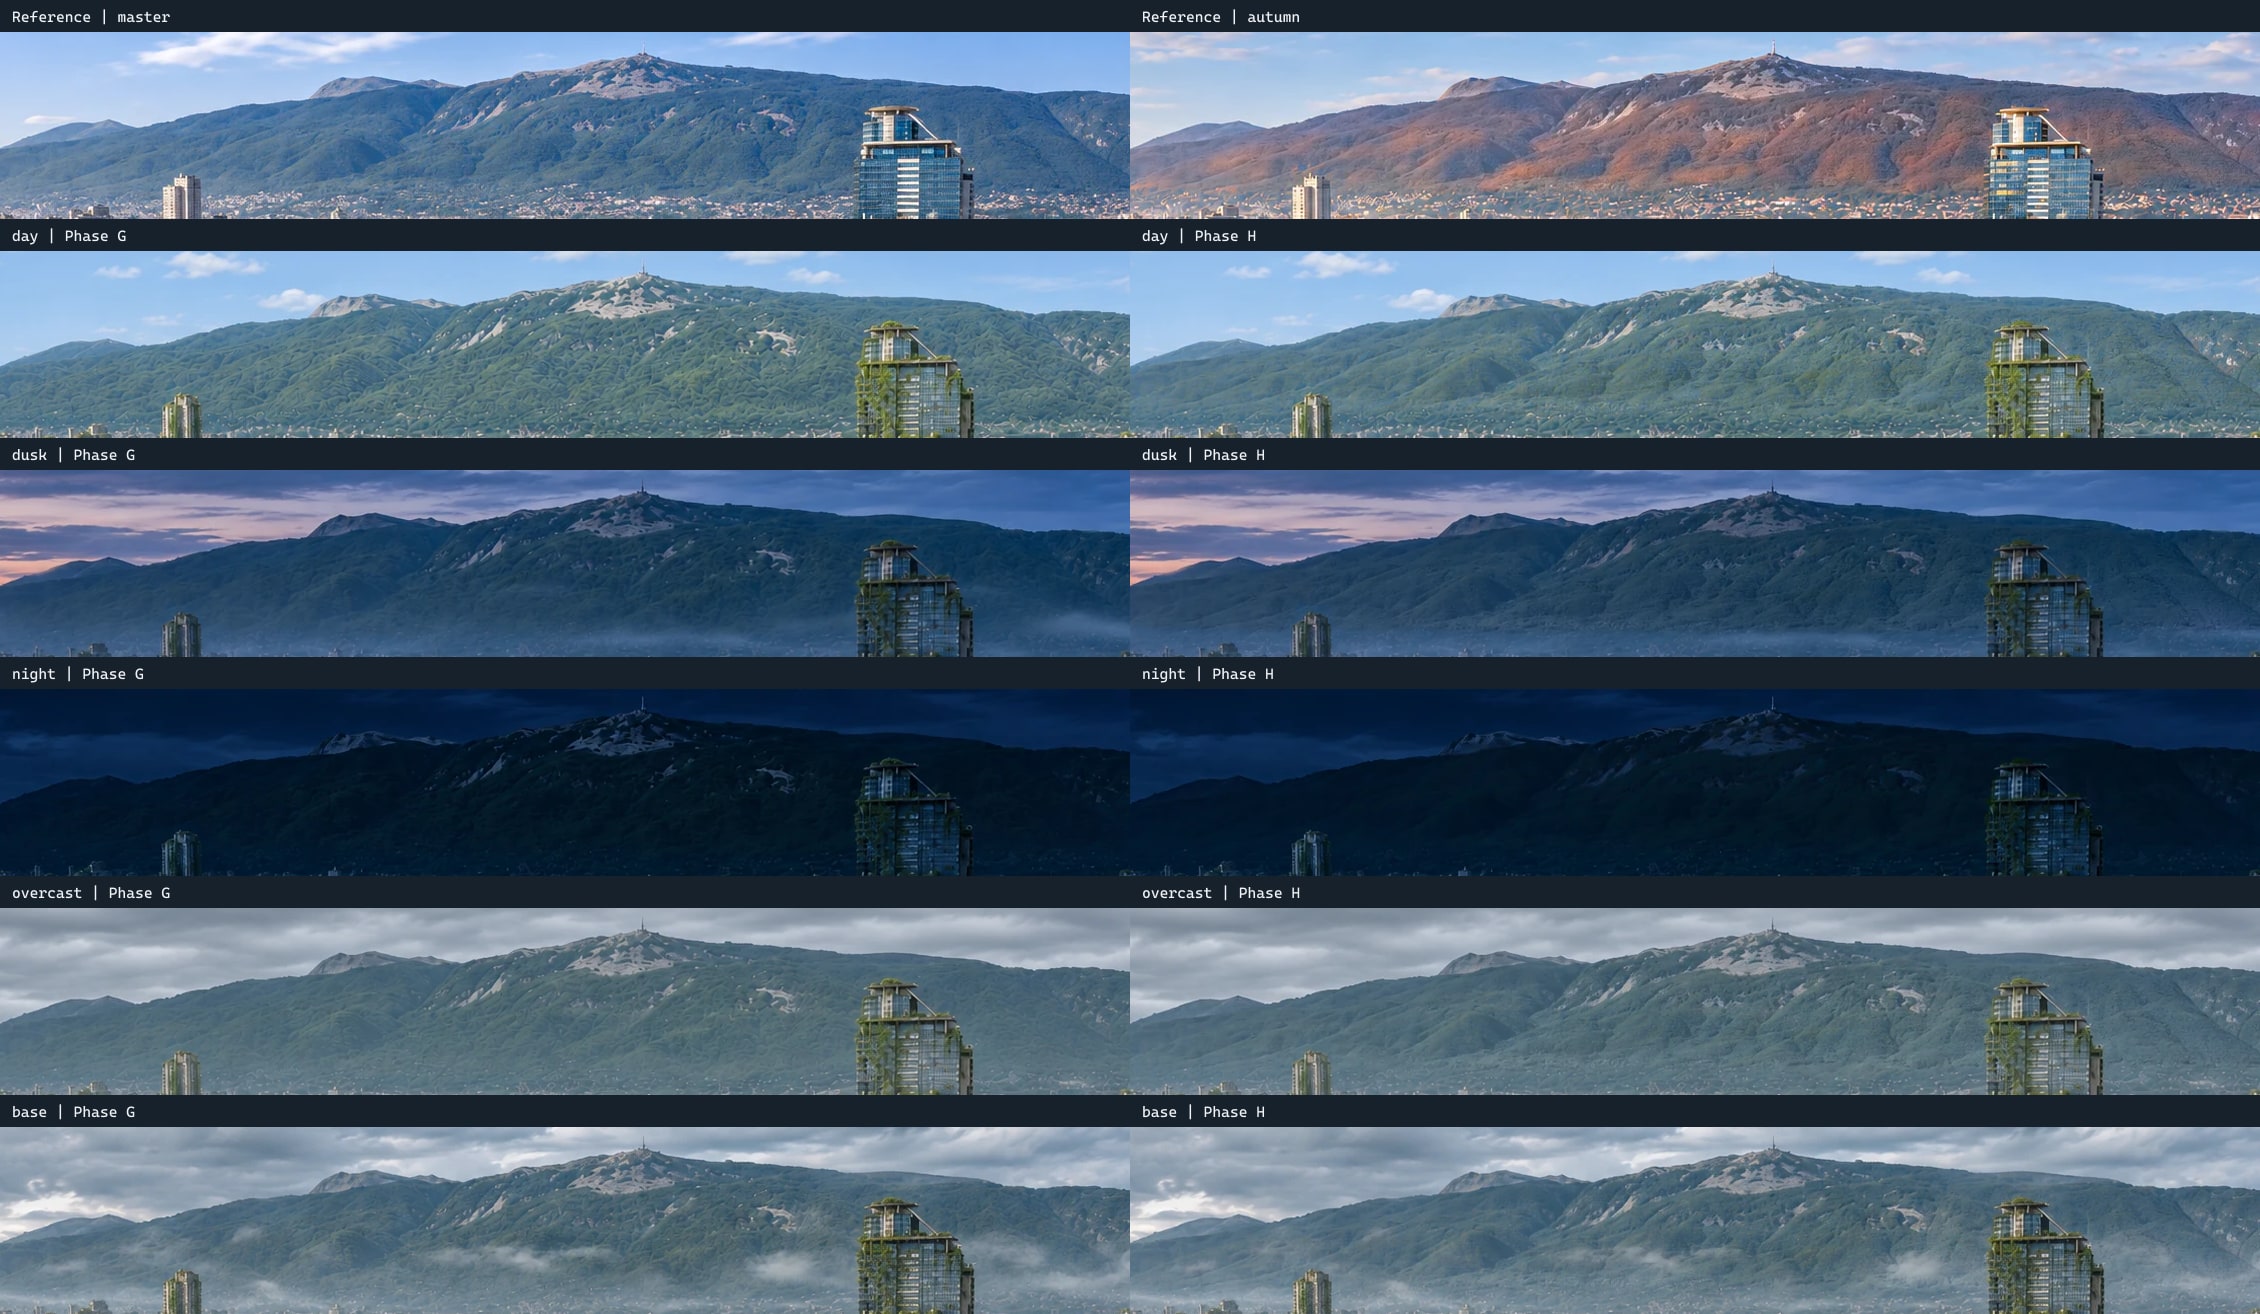 Reference | master
Reference | autumn
day | Phase G
day | Phase H
dusk | Phase G
dusk | Phase H
night | Phase G
night | Phase H
overcast | Phase G
overcast | Phase H
base | Phase G
base | Phase H